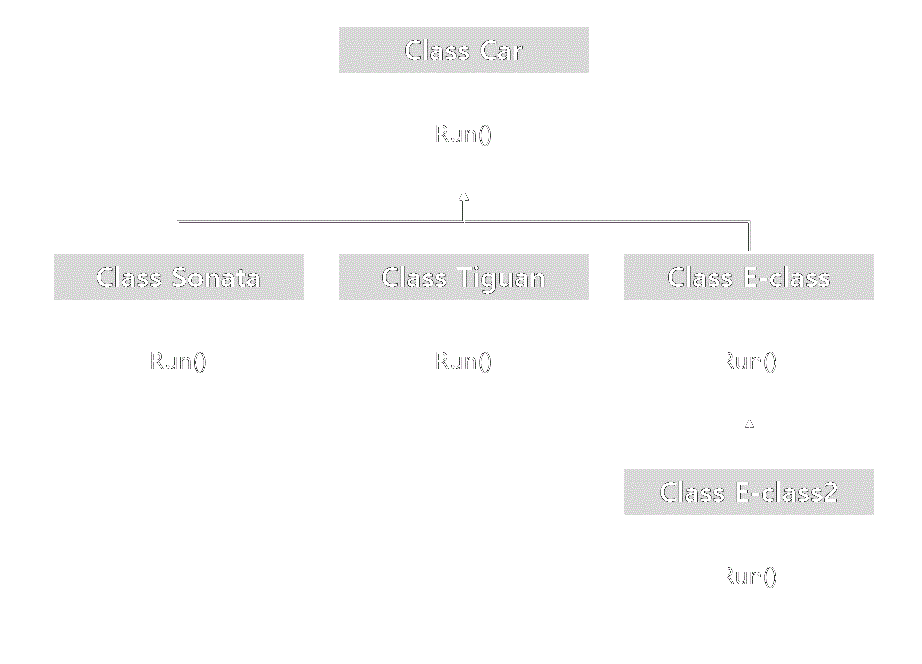 Class Car
Run()
Class Sonata
Class Tiguan
Class E-class
Run()
Run()
Run()
Class E-class2
Run()